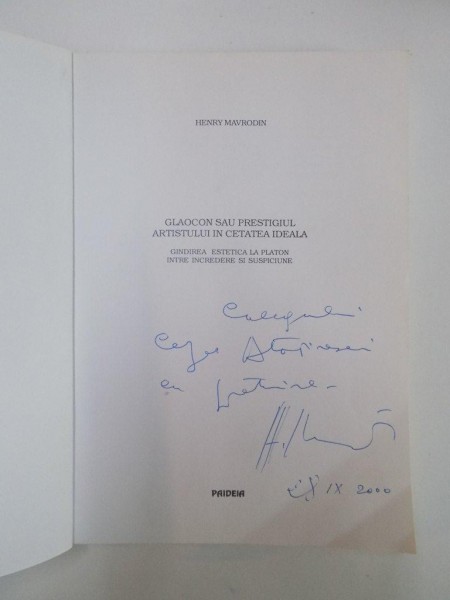 HENRY MAVRODIN
GLAOCON SAU PRESTIGIUL
ARTISTULUI IN CETATEA IDEALA
GINDIREA ESTETICA LA PLATON
INTRE INCREDERE SI SUSPICIUNE
Colegului
cu prețuire
IX 2000
PAIDEIA